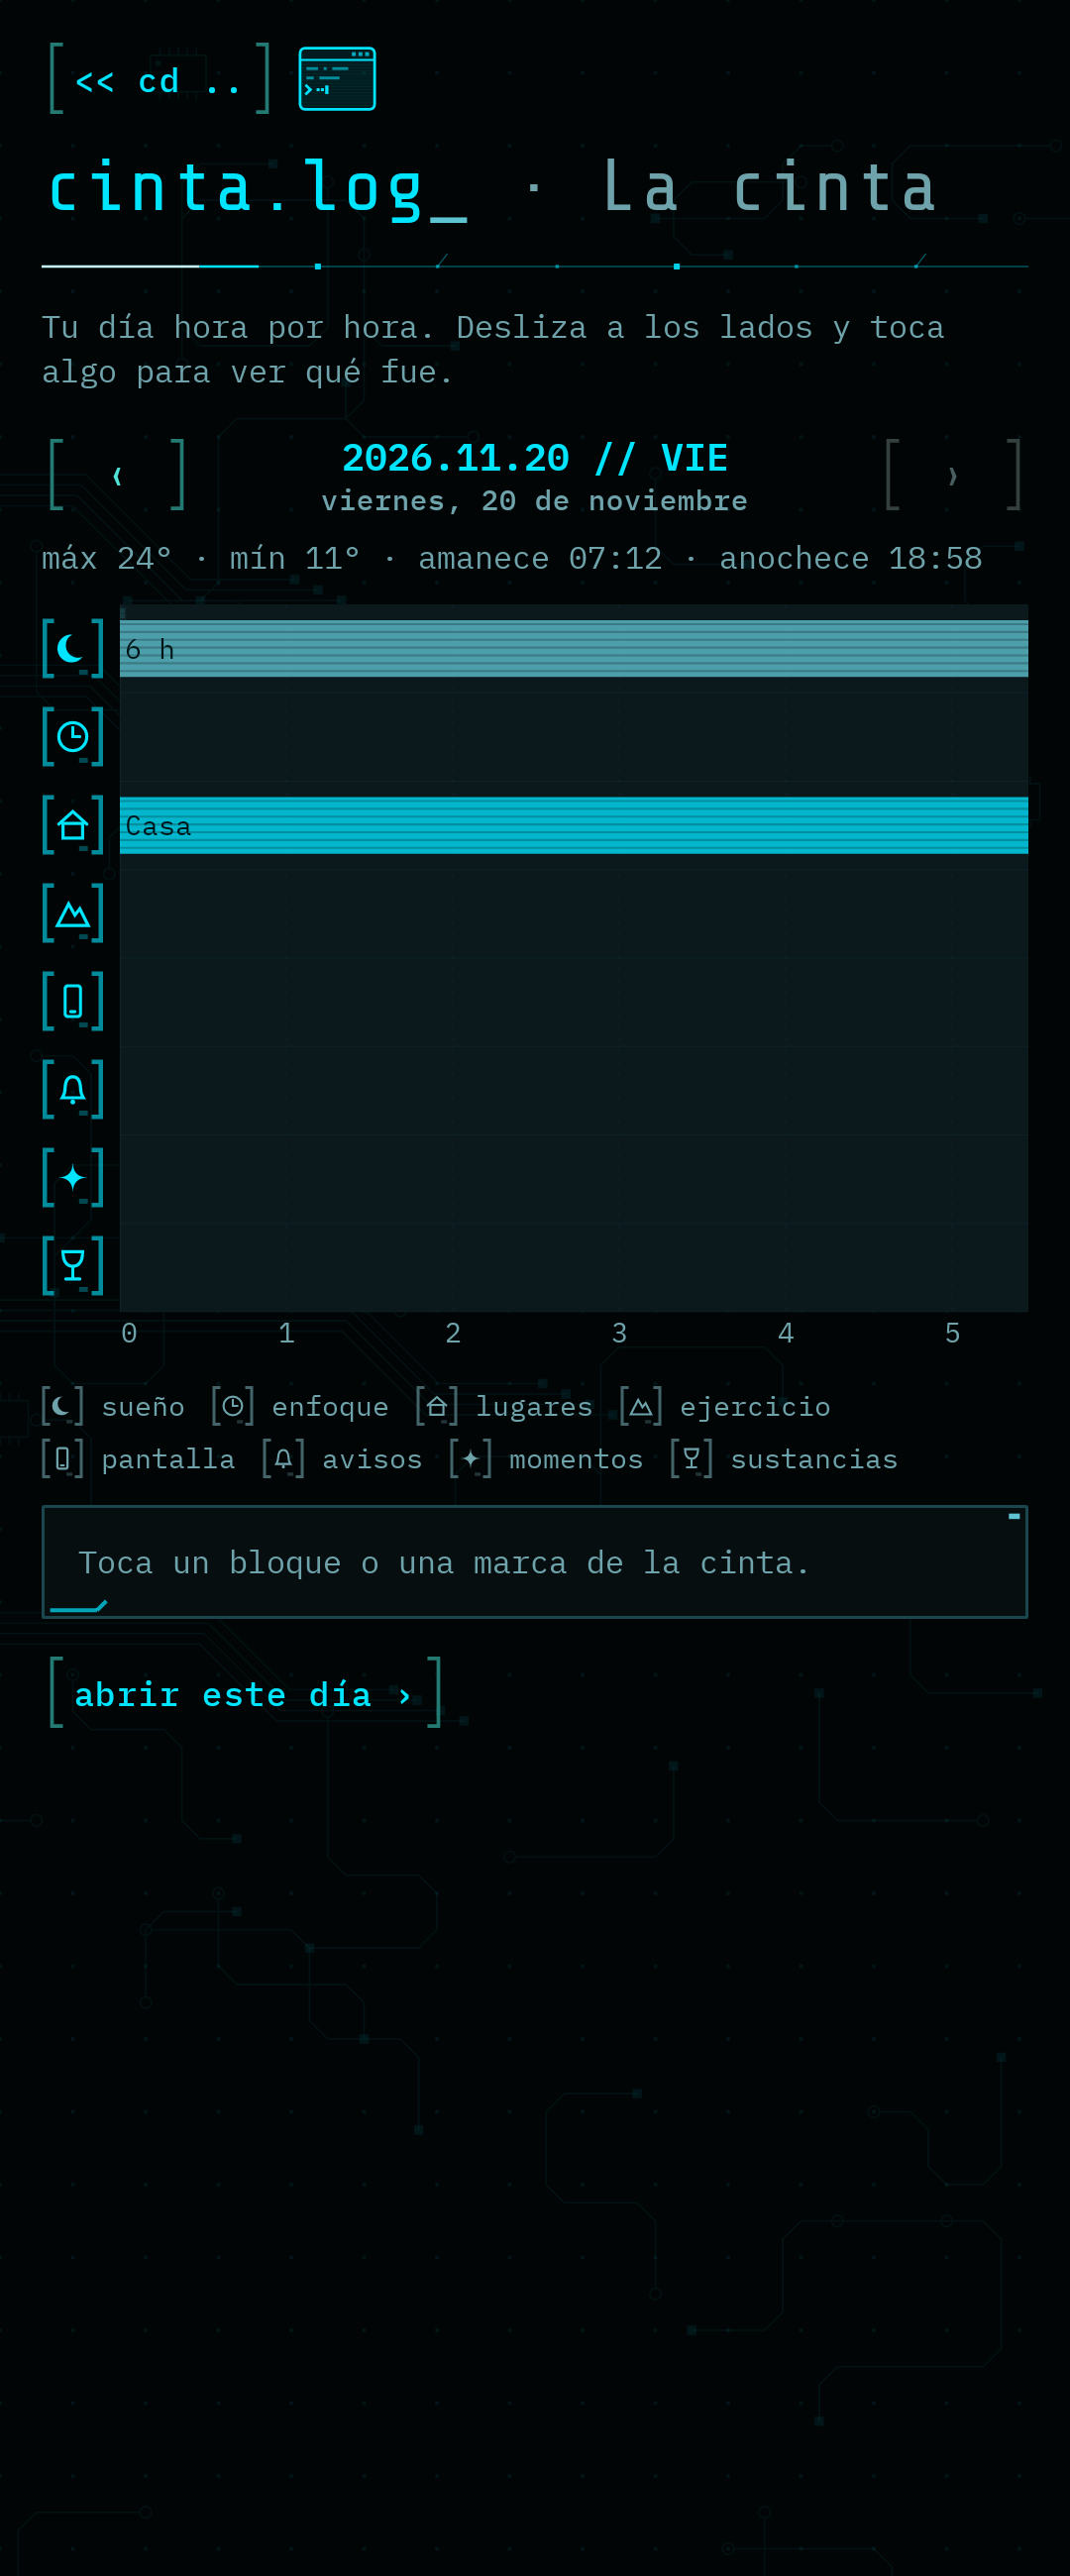 << cd ..
cinta.log_ · La cinta
Tu día hora por hora. Desliza a los lados y toca
algo para ver qué fue.
‹ 2026.11.20 // VIE ›
viernes, 20 de noviembre
máx 24° · mín 11° · amanece 07:12 · anochece 18:58
6 h
Casa
0 1 2 3 4 5
sueño enfoque lugares ejercicio
pantalla avisos momentos sustancias
Toca un bloque o una marca de la cinta.
abrir este día ›